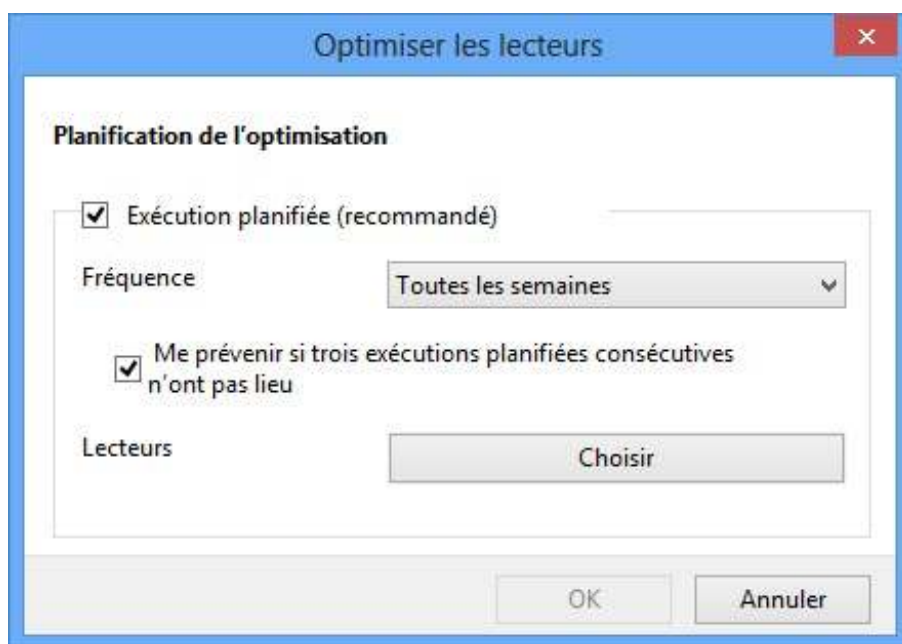 Optimiser les lecteurs
Planification de l'optimisation
Exécution planifiée (recommandé)
Fréquence
Toutes les semaines
Me prévenir si trois exécutions planifiées consécutives
n'ont pas lieu
Lecteurs
Choisir
OK
Annuler